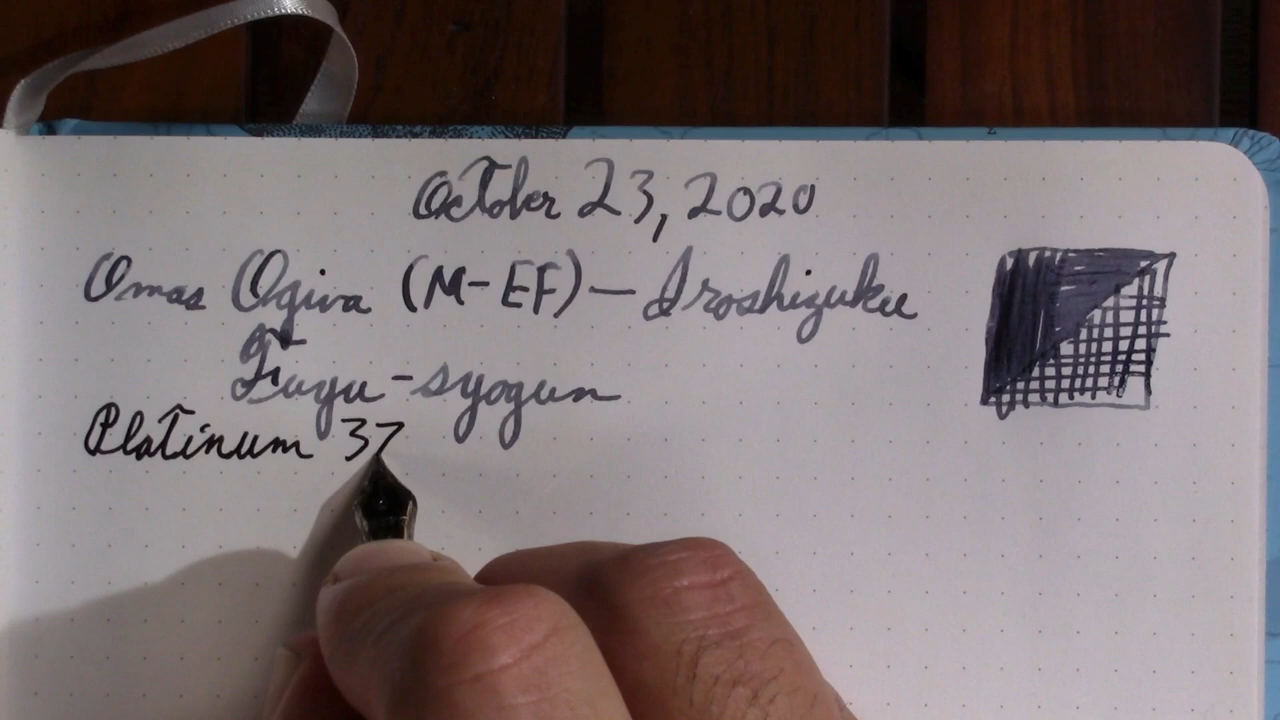 October 23, 2020
Omas Ogiva (M-EF) — Iroshizuku
Fuyu-syogun
Platinum 37